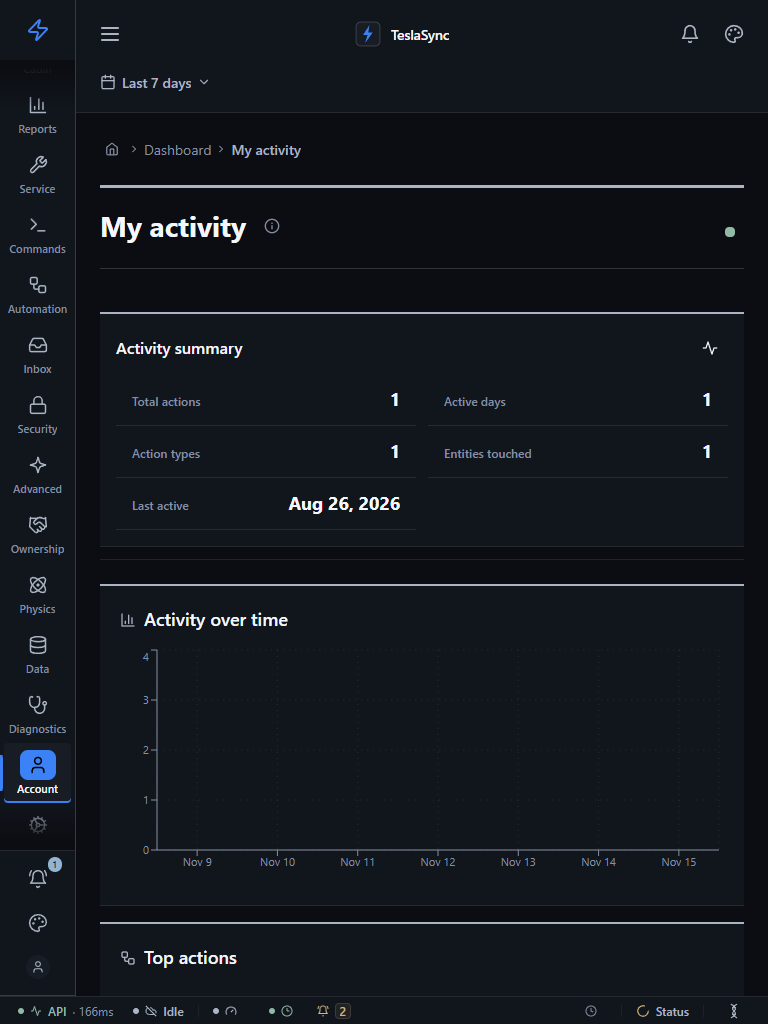 TeslaSync
Last 7 days
Dashboard
My activity
My activity
Activity summary
Total actions 1
Active days 1
Action types 1
Entities touched 1
Last active Aug 26, 2026
Activity over time
4
3
2
1
0
Nov 9 Nov 10 Nov 11 Nov 12 Nov 13 Nov 14 Nov 15
Top actions
Reports
Service
Commands
Automation
Inbox
Security
Advanced
Ownership
Physics
Data
Diagnostics
Account
1
API · 166ms
Idle
2
Status